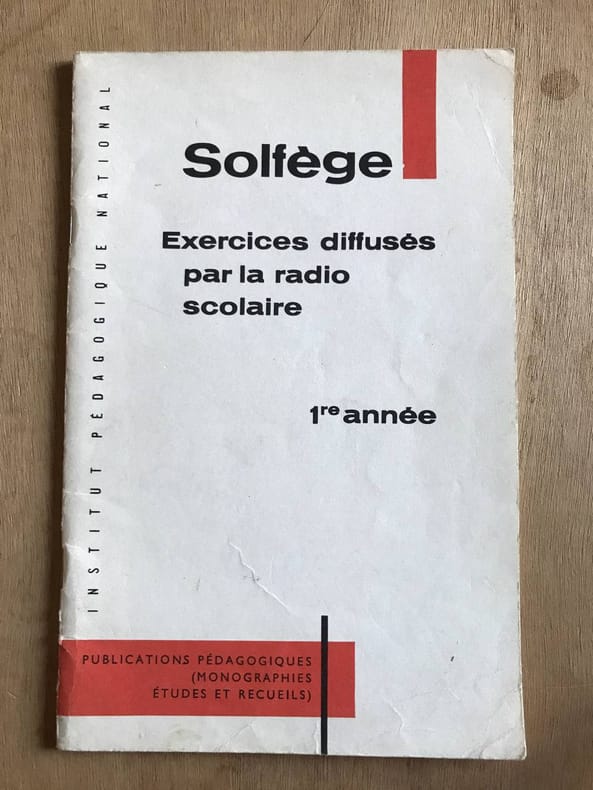 Solfège
Exercices diffusés
par la radio
scolaire
1re année
INSTITUT PÉDAGOGIQUE NATIONAL
PUBLICATIONS PÉDAGOGIQUES
(MONOGRAPHIES
ÉTUDES ET RECUEILS)